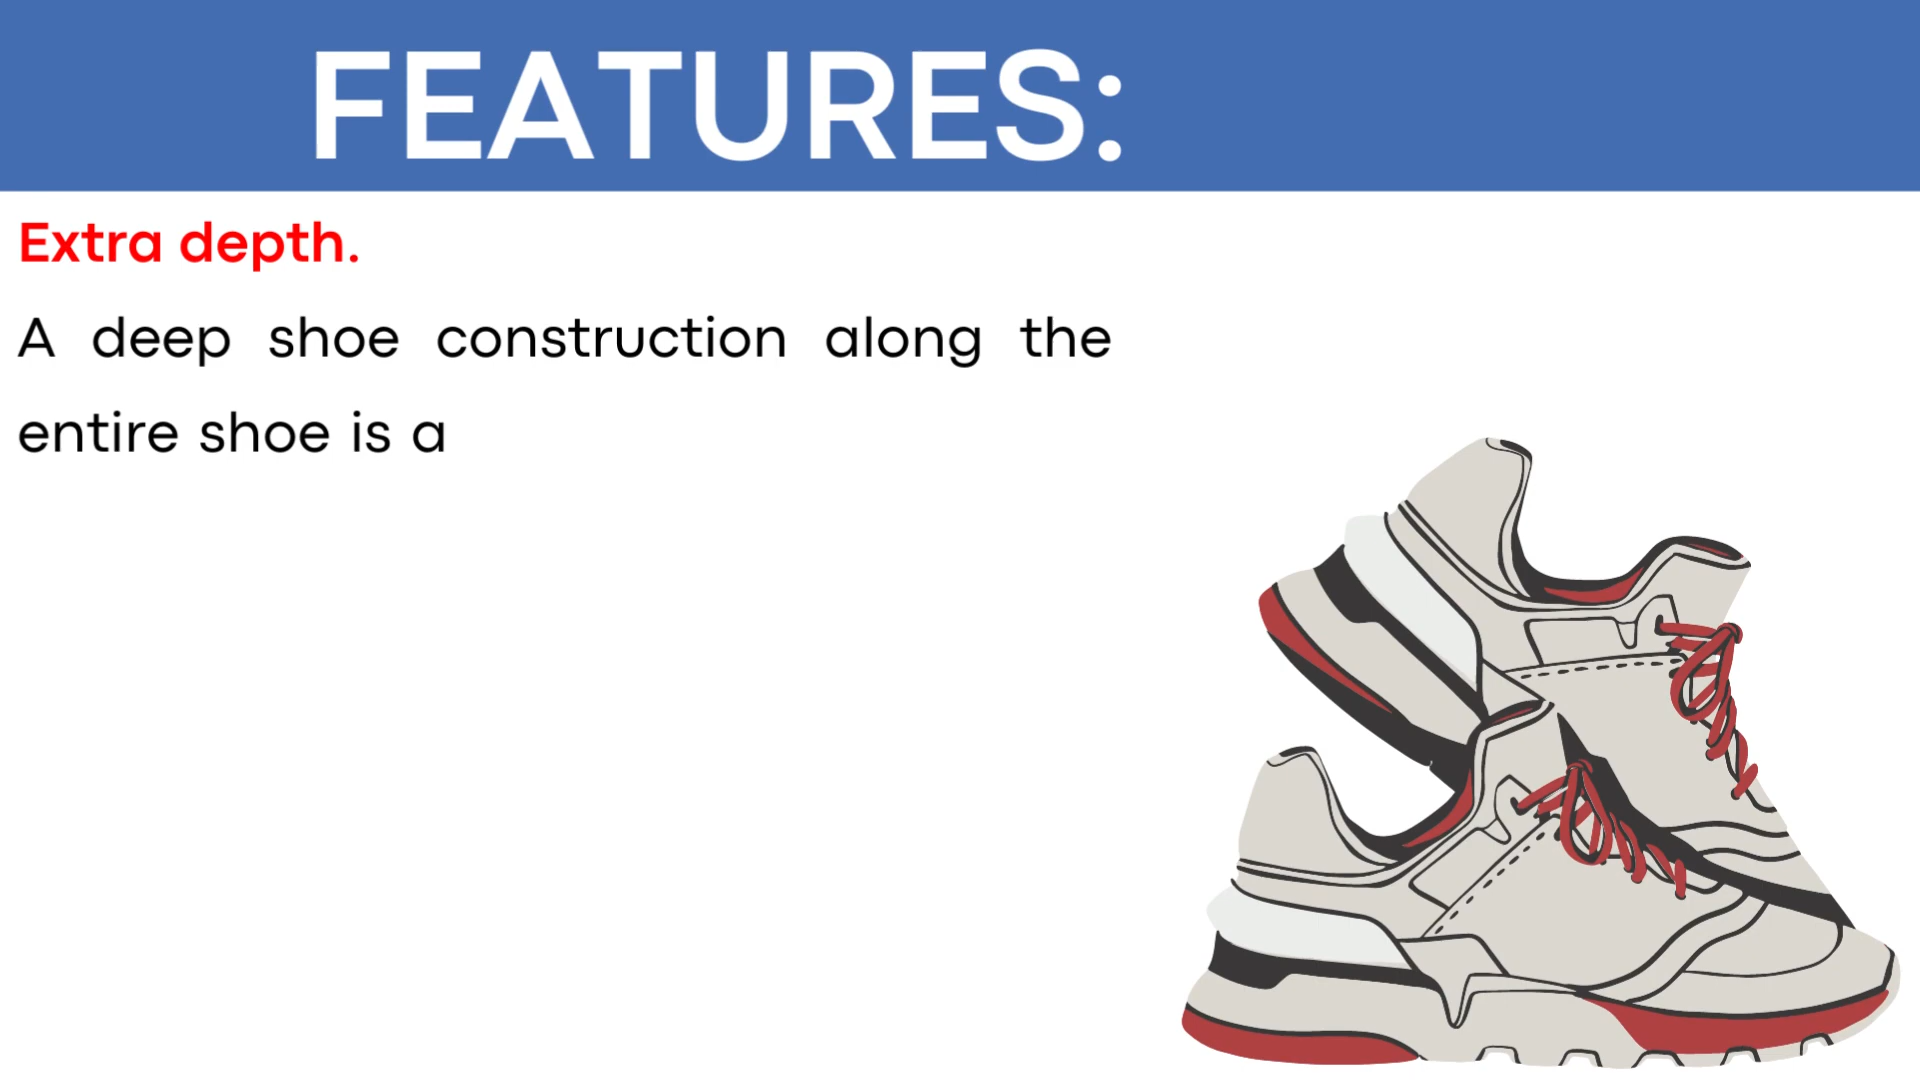 FEATURES:
Extra depth.
A deep shoe construction along the
entire shoe is a